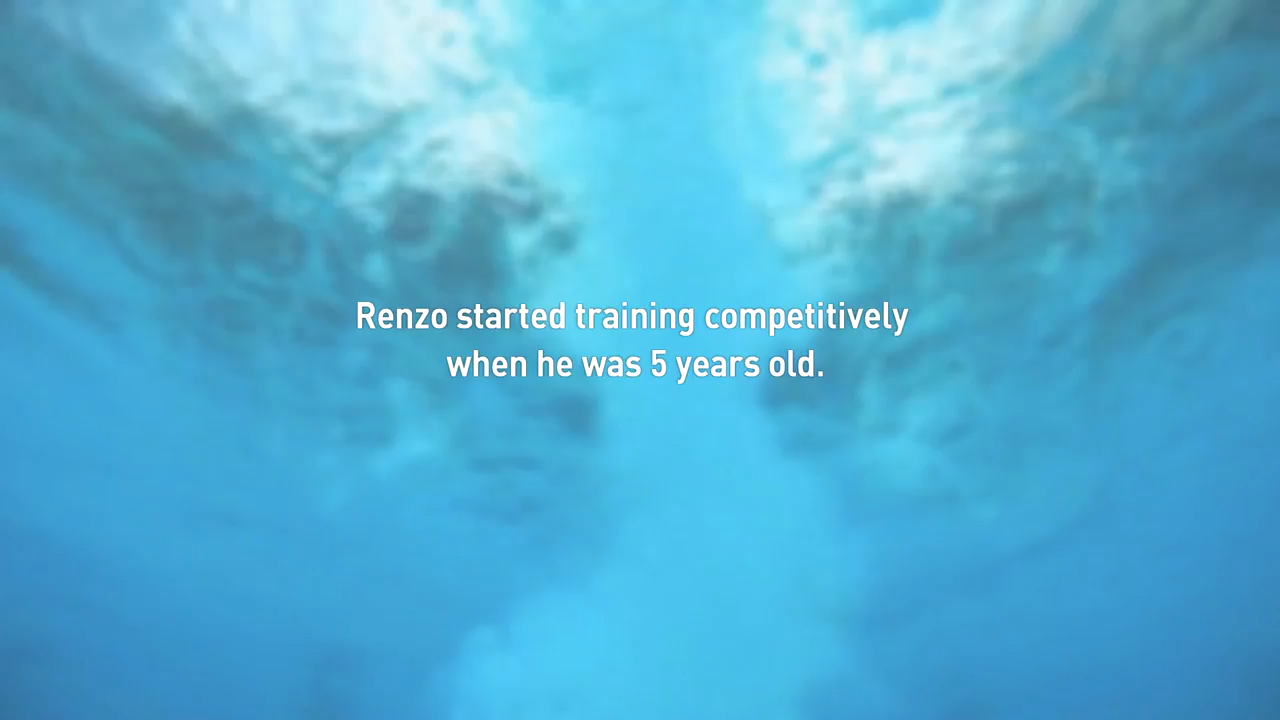 Renzo started training competitively
when he was 5 years old.